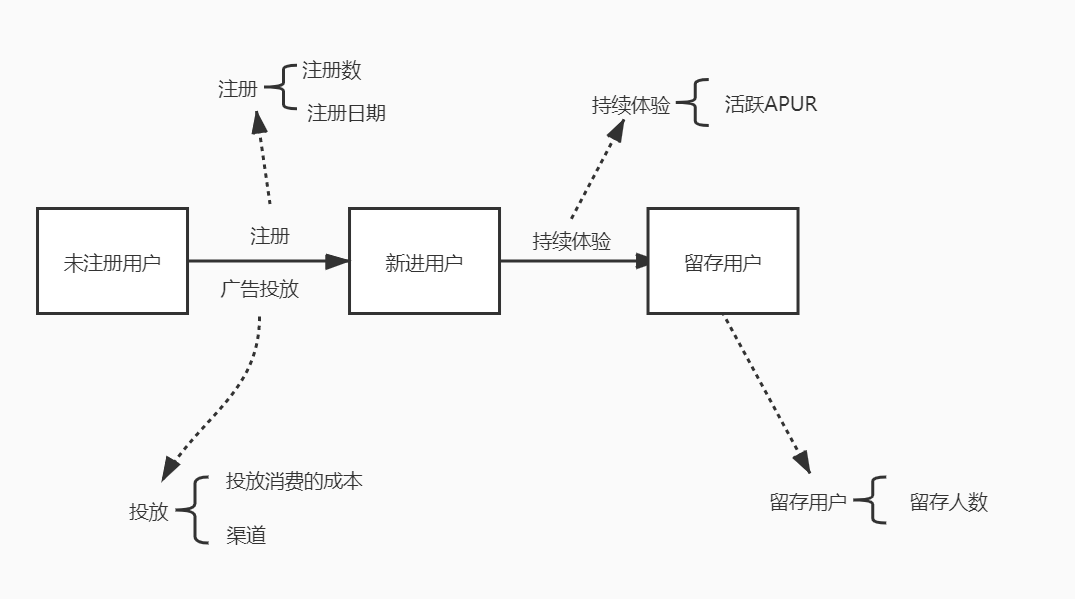 注册
注册数
注册日期
持续体验
活跃APUR
未注册用户
注册
广告投放
新进用户
持续体验
留存用户
投放
投放消费的成本
渠道
留存用户
留存人数